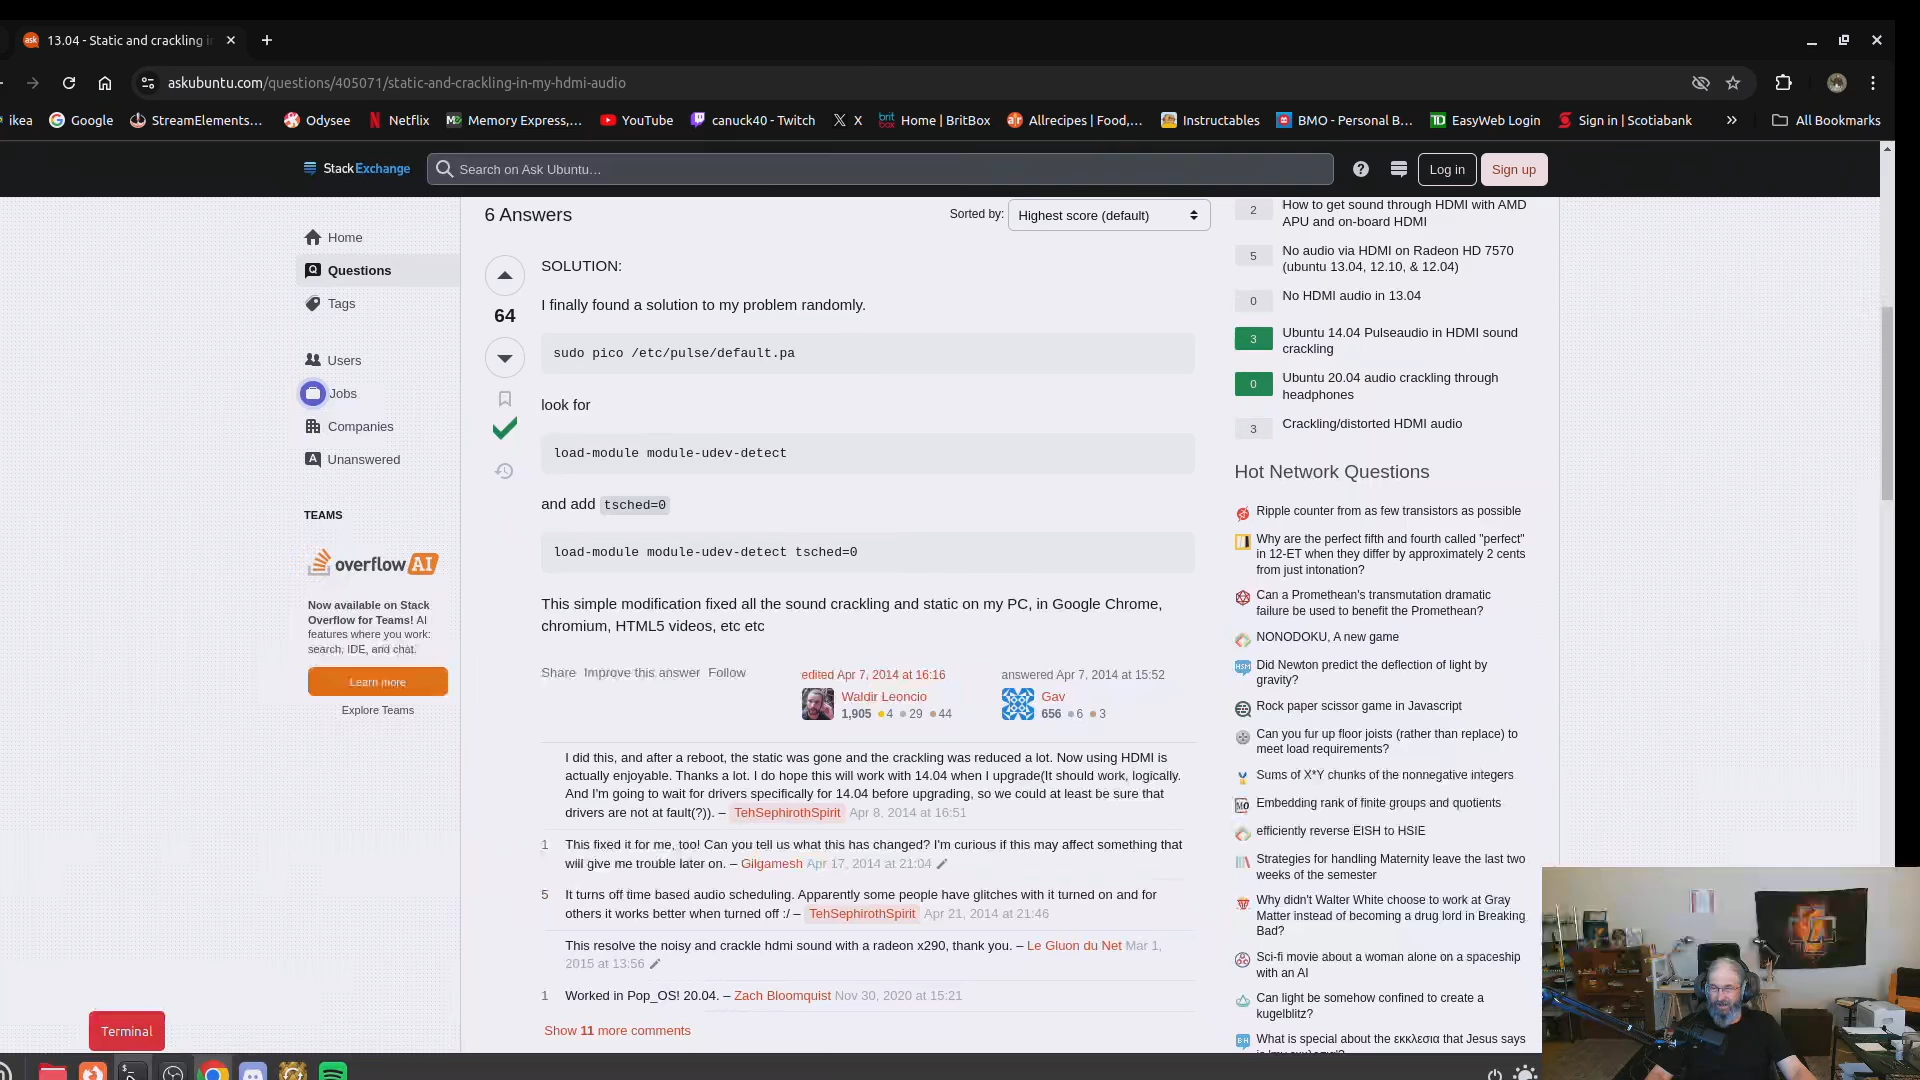 13.04 - Static and crackling i
askubuntu.com/questions/405071/static-and-crackling-in-my-hdmi-audio
ikea
Google
StreamElements...
Odysee
Netflix
Memory Express,...
YouTube
canuck40 - Twitch
X
Home | BritBox
Allrecipes | Food,...
Instructables
BMO - Personal B...
EasyWeb Login
Sign in | Scotiabank
»
All Bookmarks
StackExchange
Search on Ask Ubuntu…
Log in
Sign up
Home
Questions
Tags
Users
Jobs
Companies
Unanswered
TEAMS
overflowAI
Now available on Stack
Overflow for Teams! AI
features where you work:
search, IDE, and chat.
Learn more
Explore Teams
6 Answers
Sorted by:
Highest score (default)
64
SOLUTION:
I finally found a solution to my problem randomly.
sudo pico /etc/pulse/default.pa
look for
load-module module-udev-detect
and add tsched=0
load-module module-udev-detect tsched=0
This simple modification fixed all the sound crackling and static on my PC, in Google Chrome,
chromium, HTML5 videos, etc etc
Share Improve this answer Follow
edited Apr 7, 2014 at 16:16
Waldir Leoncio
1,905 4 29 44
answered Apr 7, 2014 at 15:52
Gav
656 6 3
I did this, and after a reboot, the static was gone and the crackling was reduced a lot. Now using HDMI is
actually enjoyable. Thanks a lot. I do hope this will work with 14.04 when I upgrade(It should work, logically.
And I'm going to wait for drivers specifically for 14.04 before upgrading, so we could at least be sure that
drivers are not at fault(?)). – TehSephirothSpirit Apr 8, 2014 at 16:51
1 This fixed it for me, too! Can you tell us what this has changed? I'm curious if this may affect something that
will give me trouble later on. – Gilgamesh Apr 17, 2014 at 21:04
5 It turns off time based audio scheduling. Apparently some people have glitches with it turned on and for
others it works better when turned off :/ – TehSephirothSpirit Apr 21, 2014 at 21:46
This resolve the noisy and crackle hdmi sound with a radeon x290, thank you. – Le Gluon du Net Mar 1,
2015 at 13:56
1 Worked in Pop_OS! 20.04. – Zach Bloomquist Nov 30, 2020 at 15:21
Show 11 more comments
2 How to get sound through HDMI with AMD
APU and on-board HDMI
5 No audio via HDMI on Radeon HD 7570
(ubuntu 13.04, 12.10, & 12.04)
0 No HDMI audio in 13.04
3 Ubuntu 14.04 Pulseaudio in HDMI sound
crackling
0 Ubuntu 20.04 audio crackling through
headphones
3 Crackling/distorted HDMI audio
Hot Network Questions
Ripple counter from as few transistors as possible
Why are the perfect fifth and fourth called "perfect"
in 12-ET when they differ by approximately 2 cents
from just intonation?
Can a Promethean's transmutation dramatic
failure be used to benefit the Promethean?
NONODOKU, A new game
Did Newton predict the deflection of light by
gravity?
Rock paper scissor game in Javascript
Can you fur up floor joists (rather than replace) to
meet load requirements?
Sums of X*Y chunks of the nonnegative integers
Embedding rank of finite groups and quotients
efficiently reverse EISH to HSIE
Strategies for handling Maternity leave the last two
weeks of the semester
Why didn't Walter White choose to work at Gray
Matter instead of becoming a drug lord in Breaking
Bad?
Sci-fi movie about a woman alone on a spaceship
with an AI
Can light be somehow confined to create a
kugelblitz?
What is special about the εκκλεσια that Jesus says
Terminal